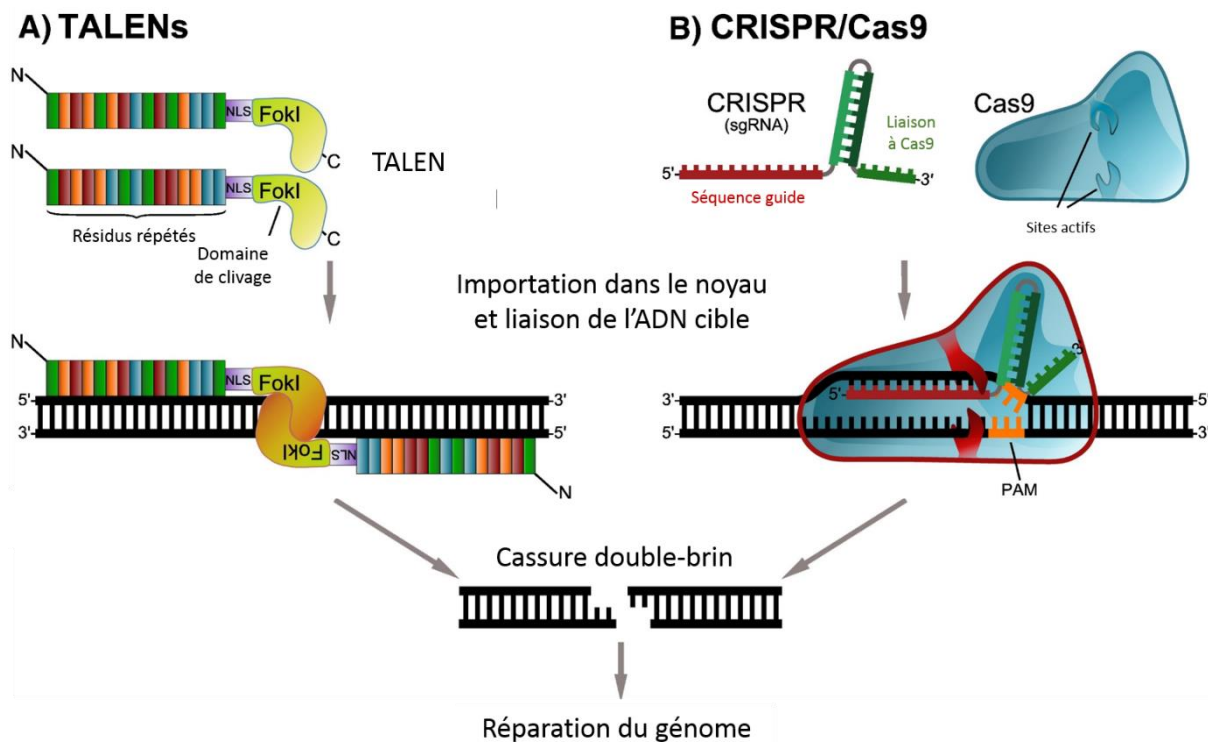 A) TALENs
N
NLS
FokI
C
N
NLS
FokI
C
TALEN
Résidus répétés
Domaine
de clivage
B) CRISPR/Cas9
CRISPR
(sgRNA)
Liaison
à Cas9
5'-
-3'
Séquence guide
Cas9
Sites actifs
Importation dans le noyau
et liaison de l'ADN cible
N
NLS
FokI
5'-
-3'
3'-
-5'
FokI
NLS
N
3'
5'-
3'-
-5'
5'-
-3'
PAM
Cassure double-brin
Réparation du génome